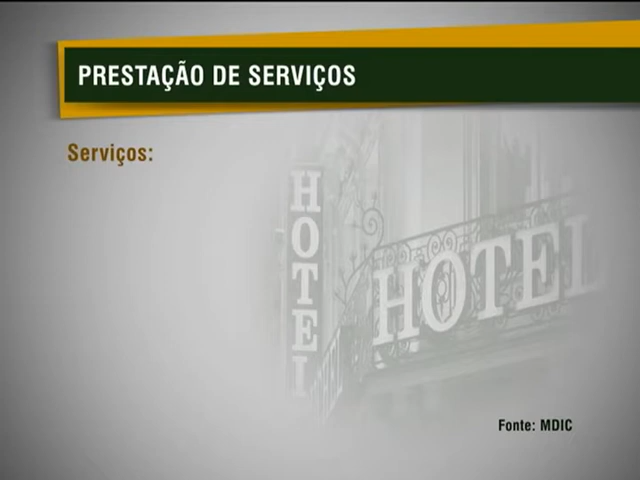 PRESTAÇÃO DE SERVIÇOS
Serviços:
HOTEL
HOTEL
Fonte: MDIC